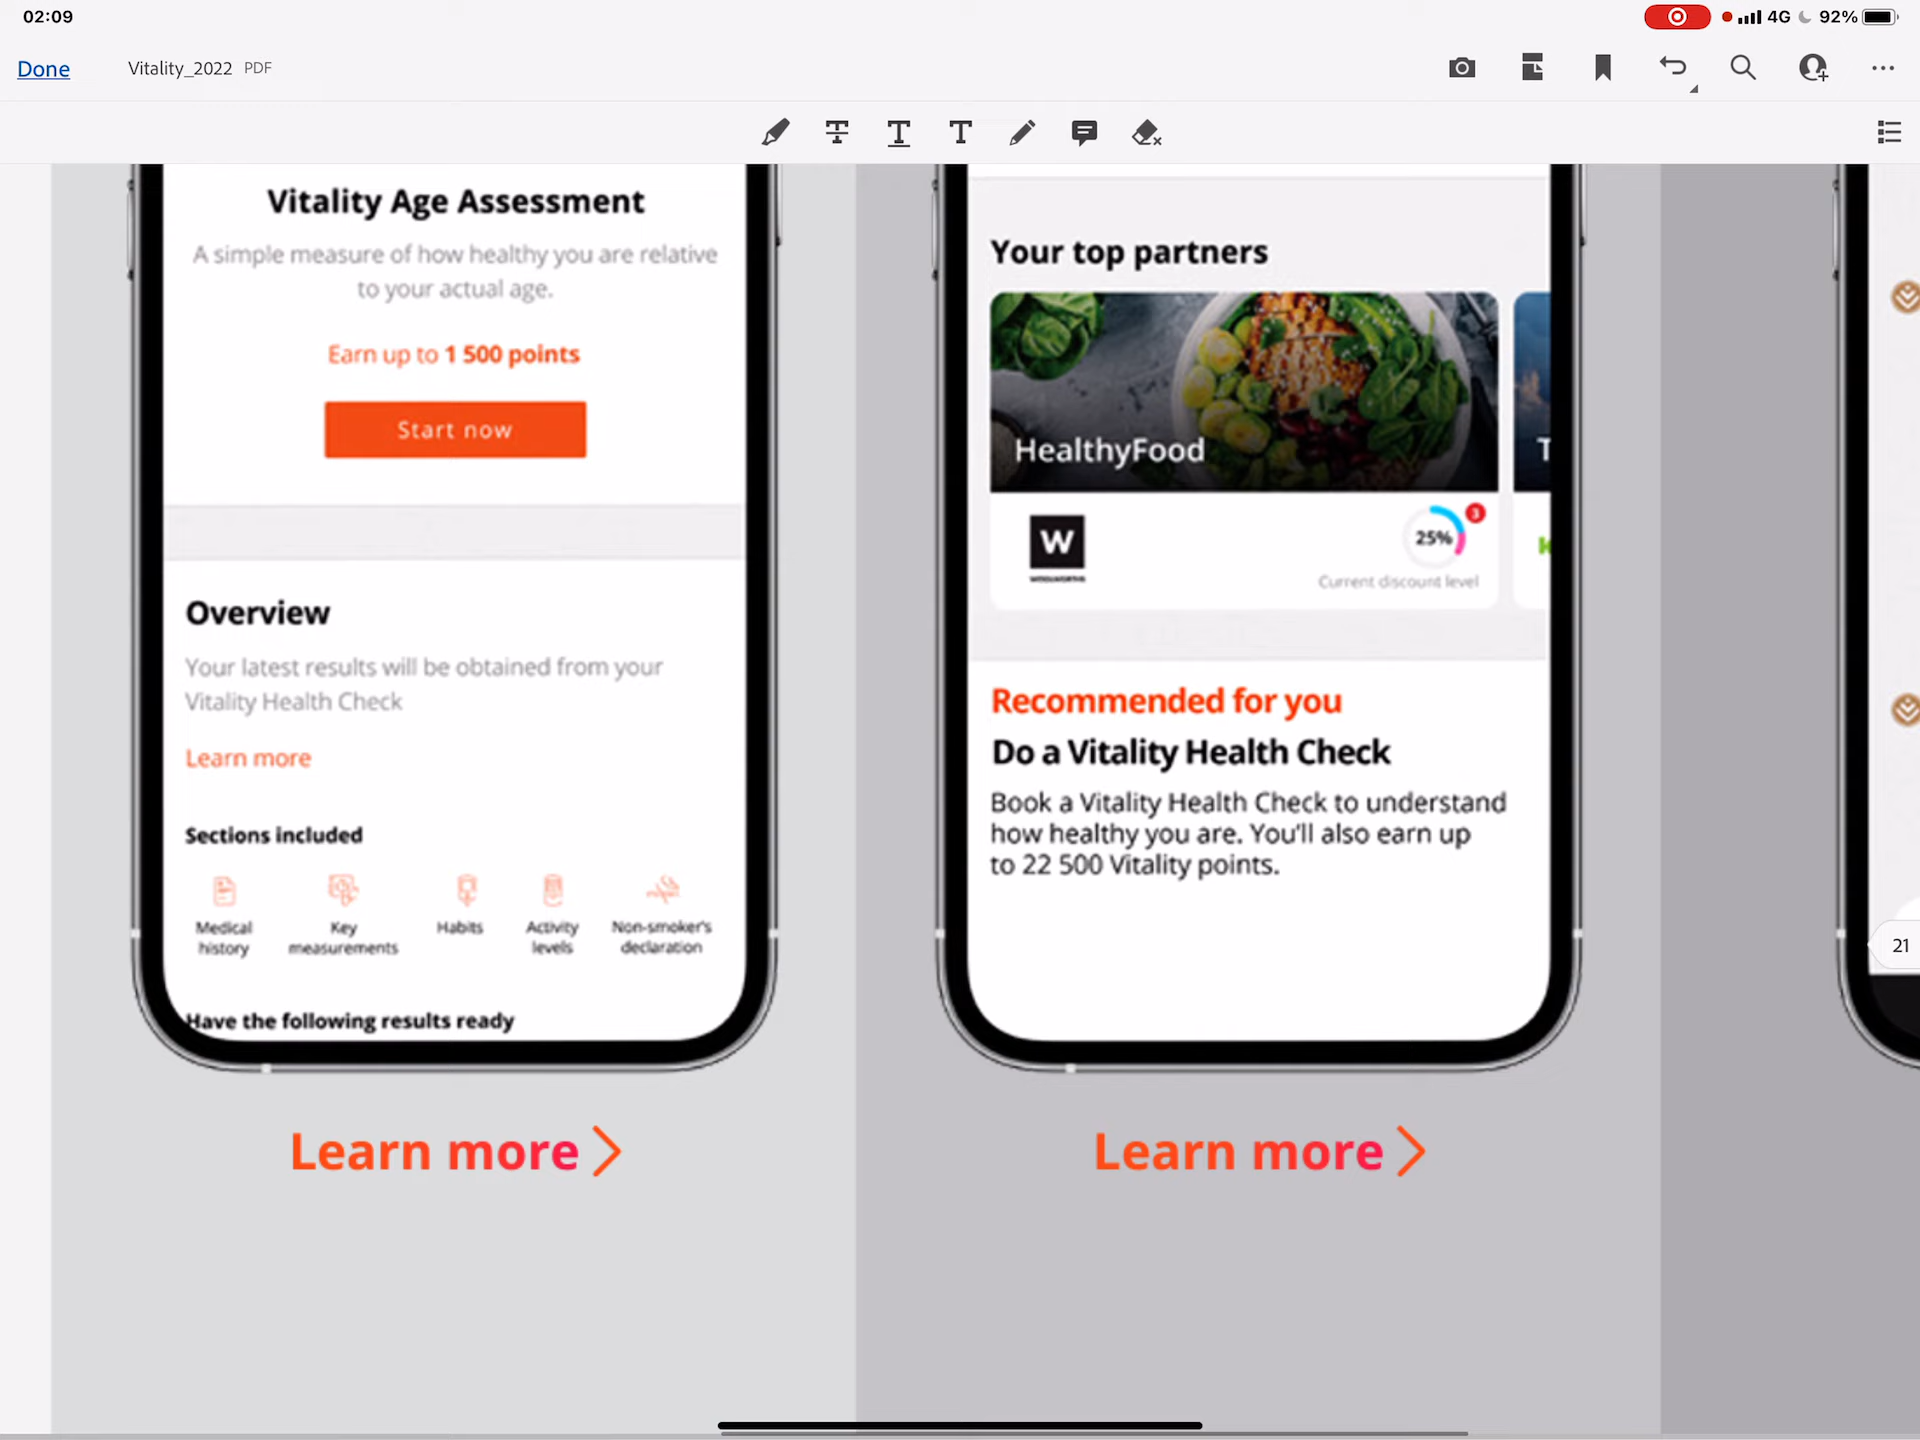 02:09
4G
92%
Done
Vitality_2022 PDF
Vitality Age Assessment
A simple measure of how healthy you are relative
to your actual age.
Earn up to 1 500 points
Start now
Overview
Your latest results will be obtained from your
Vitality Health Check
Learn more
Sections included
Medical
history
Key
measurements
Habits
Activity
levels
Non-smoker's
declaration
Have the following results ready
Learn more
Your top partners
HealthyFood
T
W
WOOLWORTHS
25%
3
Current discount level
k
Recommended for you
Do a Vitality Health Check
Book a Vitality Health Check to understand
how healthy you are. You'll also earn up
to 22 500 Vitality points.
Learn more
21